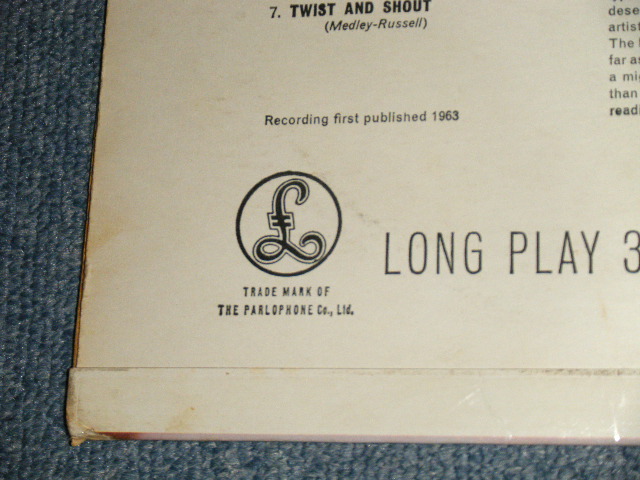 7. TWIST AND SHOUT
(Medley-Russell)
artist
The
far as
a mig
than
readi
Recording first published 1963
£
TRADE MARK OF
THE PARLOPHONE Co., Ltd.
LONG PLAY 3